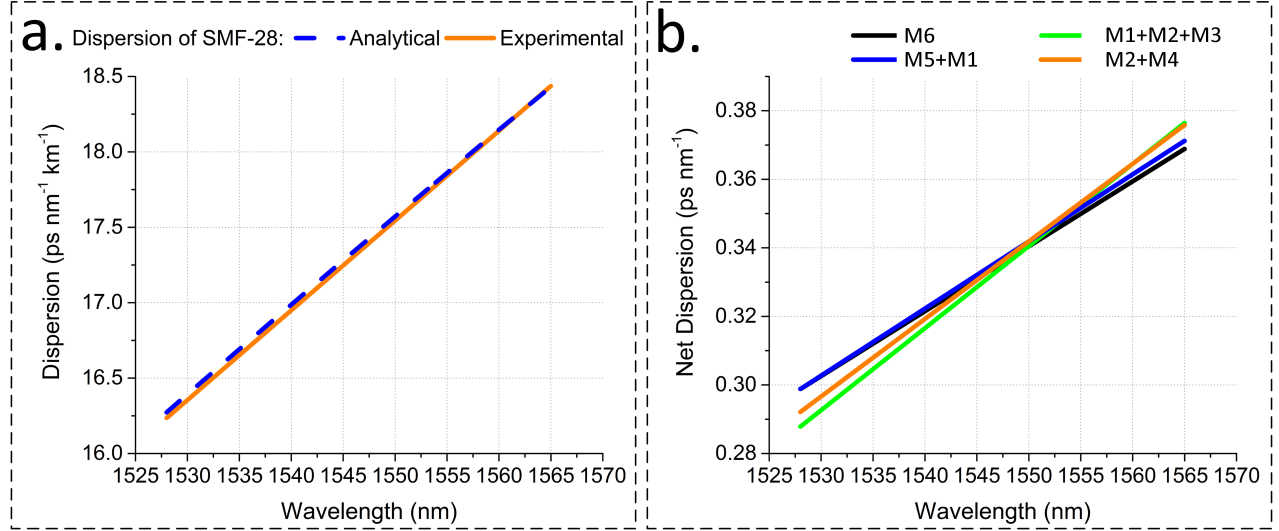 a. Dispersion of SMF-28: Analytical Experimental
18.5
18.0
17.5
17.0
16.5
16.0
Dispersion (ps nm⁻¹ km⁻¹)
1525 1530 1535 1540 1545 1550 1555 1560 1565 1570
Wavelength (nm)
b.
M6 M1+M2+M3
M5+M1 M2+M4
0.38
0.36
0.34
0.32
0.30
0.28
Net Dispersion (ps nm⁻¹)
1525 1530 1535 1540 1545 1550 1555 1560 1565 1570
Wavelength (nm)